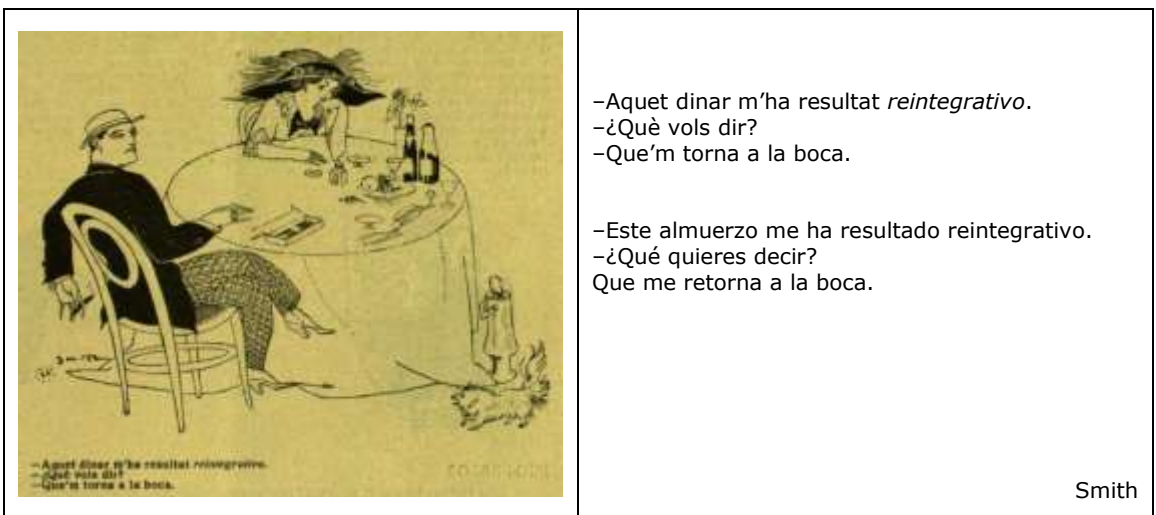 –Aquet dinar m'ha resultat reintegrativo.
–¿Què vols dir?
–Que'm torna a la boca.
–Aquet dinar m'ha resultat reintegrativo.
–¿Què vols dir?
–Que'm torna a la boca.
–Este almuerzo me ha resultado reintegrativo.
–¿Qué quieres decir?
Que me retorna a la boca.
Smith